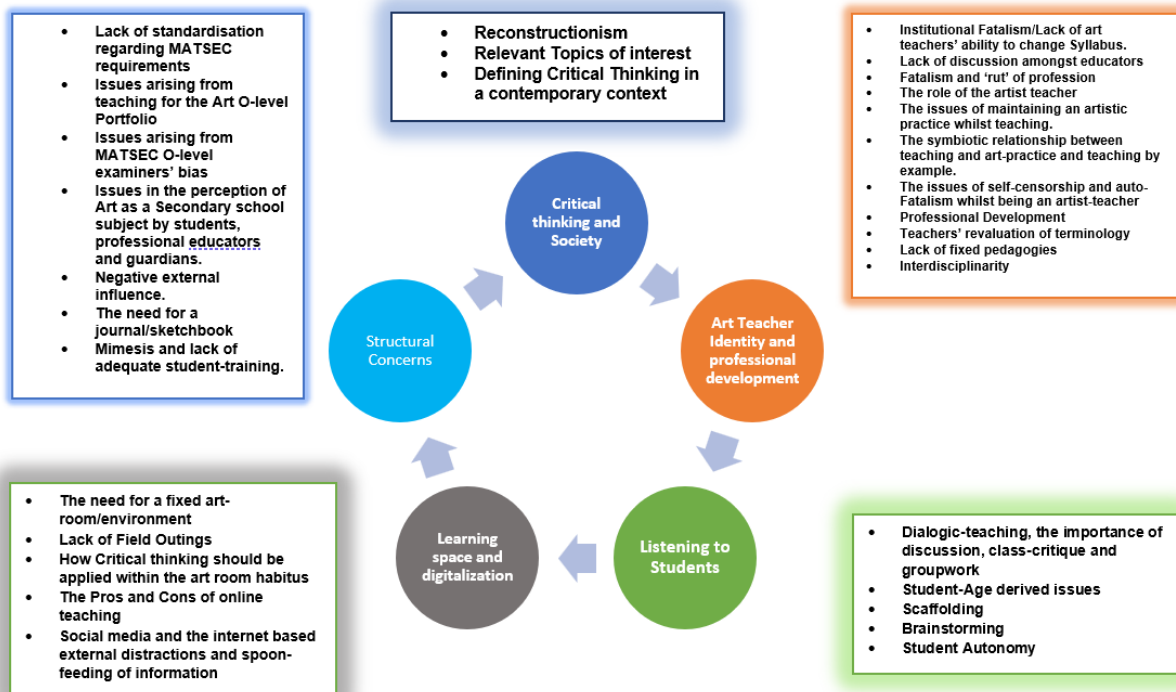 • Lack of standardisation
regarding MATSEC
requirements
• Issues arising from
teaching for the Art O-level
Portfolio
• Issues arising from
MATSEC O-level
examiners' bias
• Issues in the perception of
Art as a Secondary school
subject by students,
professional educators
and guardians.
• Negative external
influence.
• The need for a
journal/sketchbook
• Mimesis and lack of
adequate student-training.
• Reconstructionism
• Relevant Topics of interest
• Defining Critical Thinking in
a contemporary context
• Institutional Fatalism/Lack of art
teachers' ability to change Syllabus.
• Lack of discussion amongst educators
• Fatalism and 'rut' of profession
• The role of the artist teacher
• The issues of maintaining an artistic
practice whilst teaching.
• The symbiotic relationship between
teaching and art-practice and teaching by
example.
• The issues of self-censorship and auto-
Fatalism whilst being an artist-teacher
• Professional Development
• Teachers' revaluation of terminology
• Lack of fixed pedagogies
• Interdisciplinarity
Critical
thinking and
Society
Structural
Concerns
Art Teacher
Identity and
professional
development
Learning
space and
digitalization
Listening to
Students
• The need for a fixed art-
room/environment
• Lack of Field Outings
• How Critical thinking should be
applied within the art room habitus
• The Pros and Cons of online
teaching
• Social media and the internet based
external distractions and spoon-
feeding of information
• Dialogic-teaching, the importance of
discussion, class-critique and
groupwork
• Student-Age derived issues
• Scaffolding
• Brainstorming
• Student Autonomy